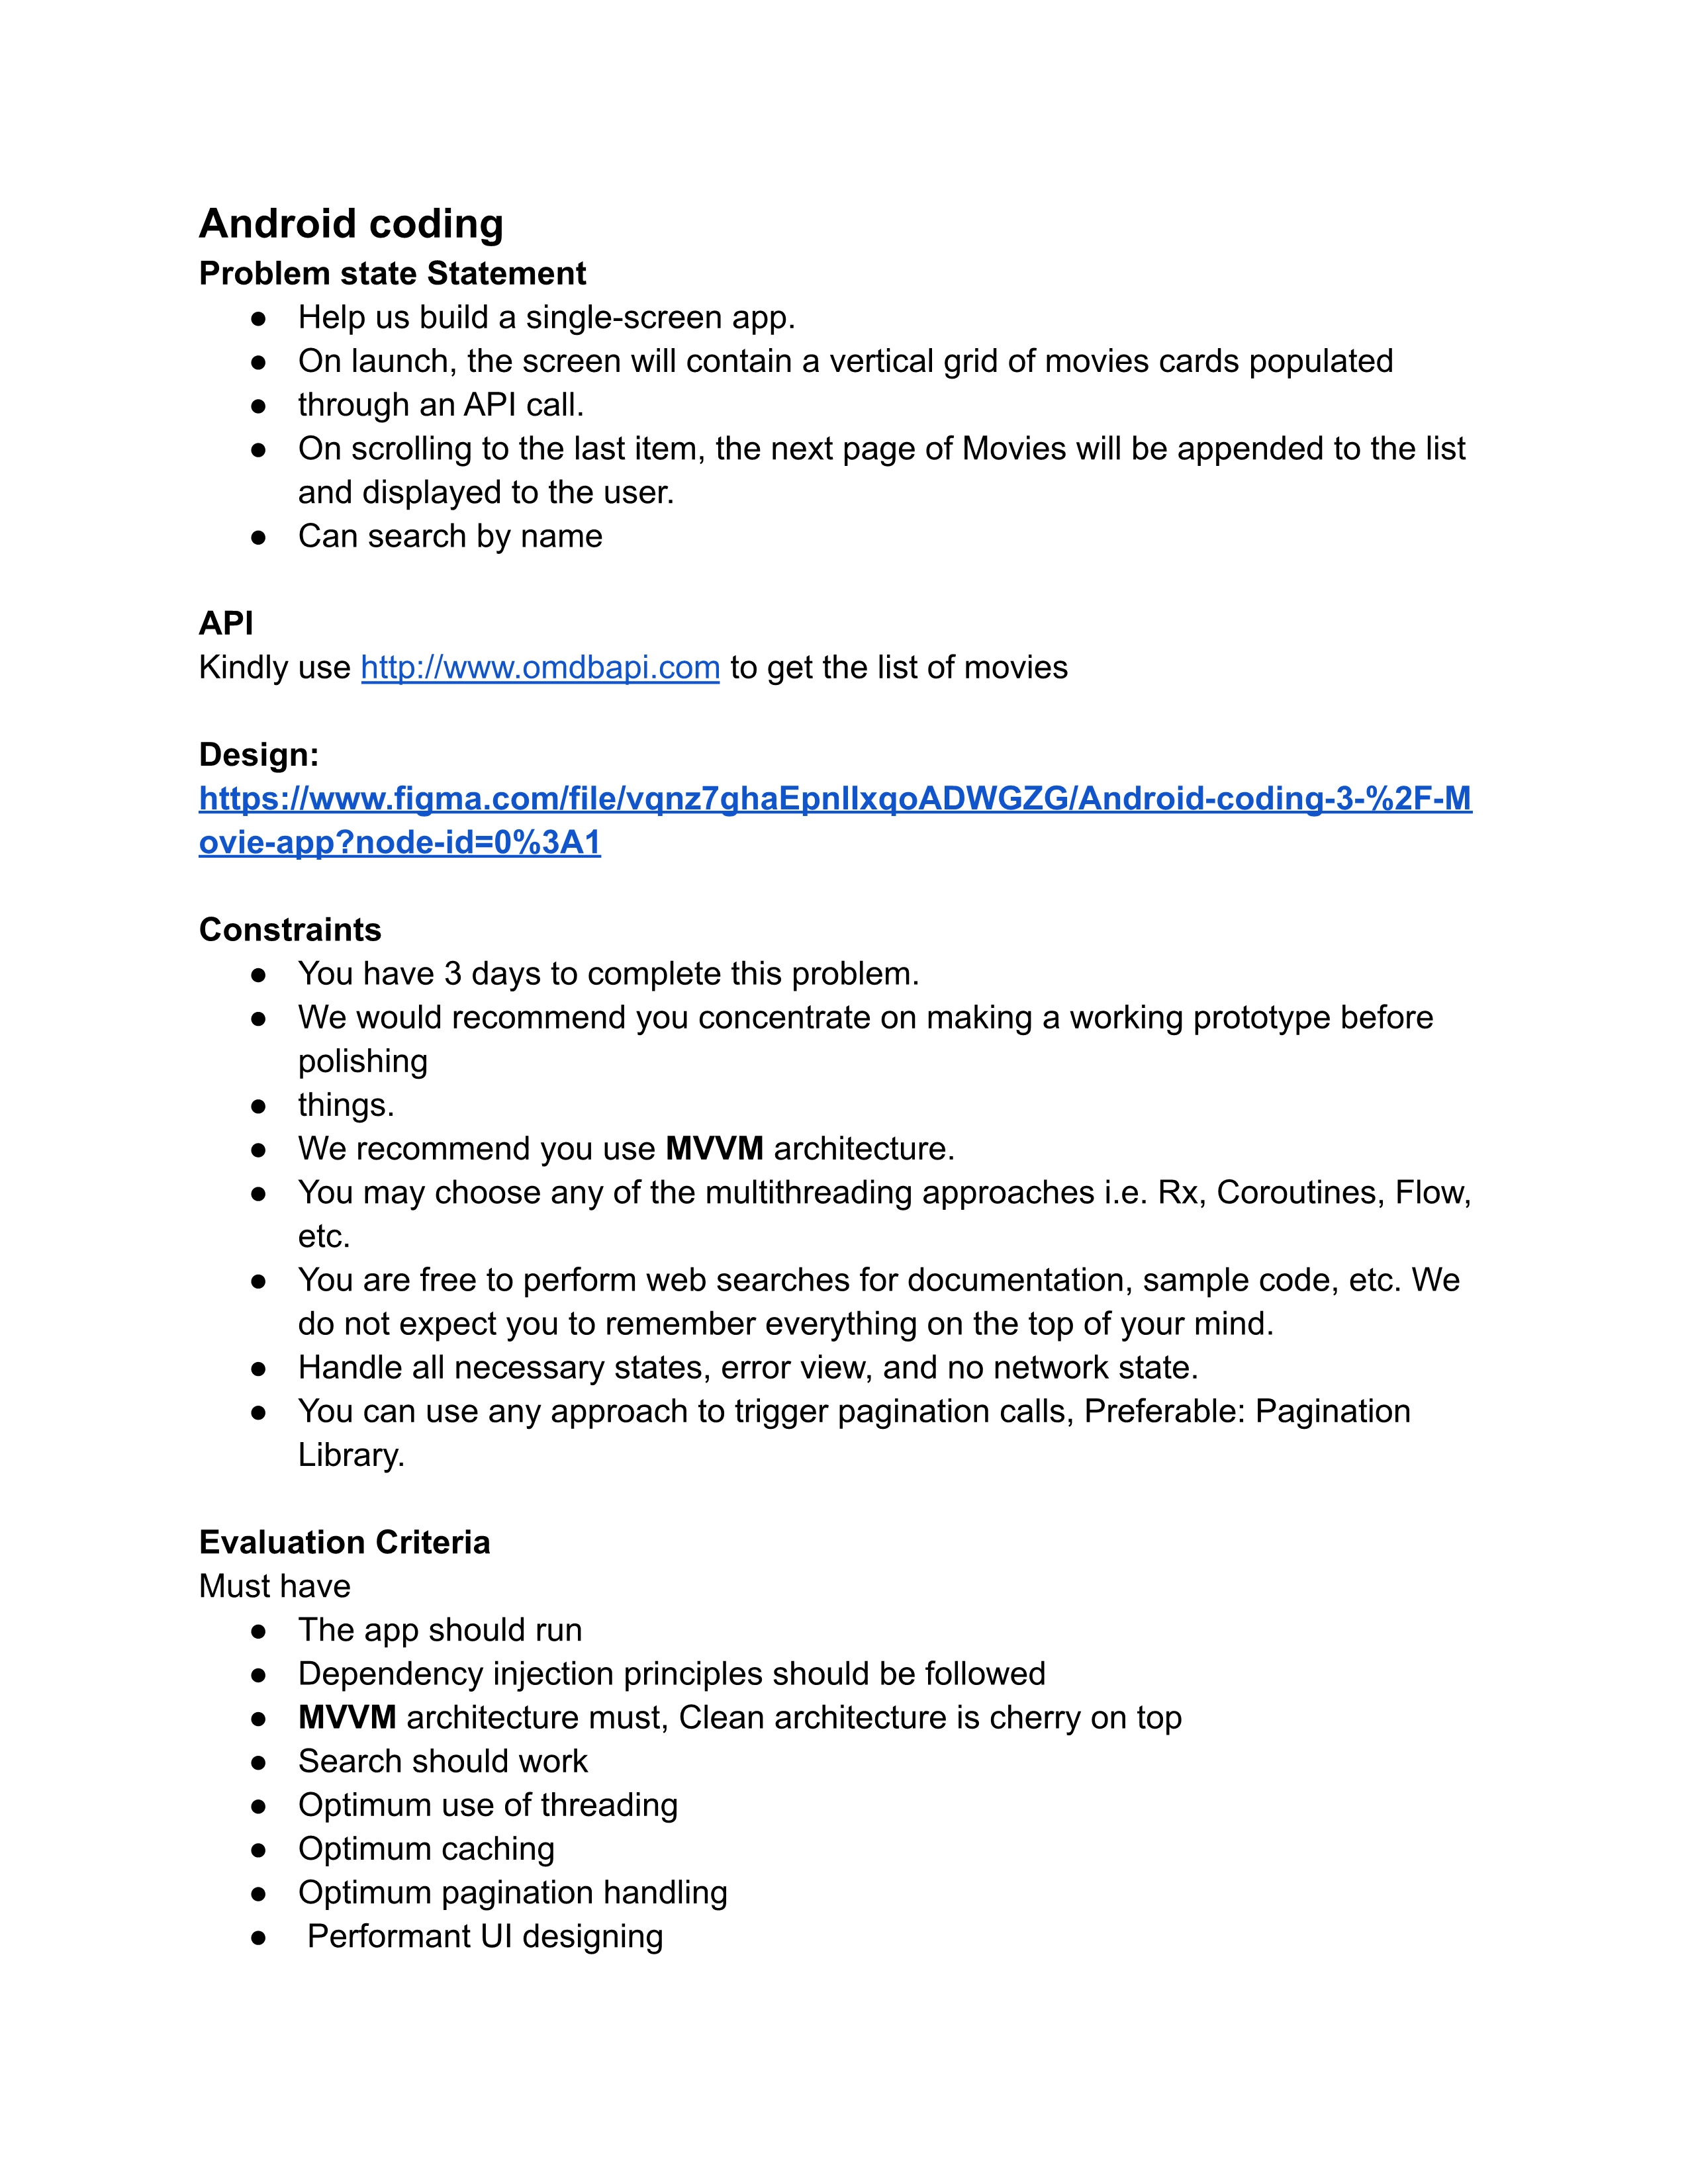 Android coding
Problem state Statement
● Help us build a single-screen app.
● On launch, the screen will contain a vertical grid of movies cards populated
● through an API call.
● On scrolling to the last item, the next page of Movies will be appended to the list
and displayed to the user.
● Can search by name
API
Kindly use http://www.omdbapi.com to get the list of movies
Design:
https://www.figma.com/file/vqnz7ghaEpnIlxqoADWGZG/Android-coding-3-%2F-M
ovie-app?node-id=0%3A1
Constraints
● You have 3 days to complete this problem.
● We would recommend you concentrate on making a working prototype before
polishing
● things.
● We recommend you use MVVM architecture.
● You may choose any of the multithreading approaches i.e. Rx, Coroutines, Flow,
etc.
● You are free to perform web searches for documentation, sample code, etc. We
do not expect you to remember everything on the top of your mind.
● Handle all necessary states, error view, and no network state.
● You can use any approach to trigger pagination calls, Preferable: Pagination
Library.
Evaluation Criteria
Must have
● The app should run
● Dependency injection principles should be followed
● MVVM architecture must, Clean architecture is cherry on top
● Search should work
● Optimum use of threading
● Optimum caching
● Optimum pagination handling
● Performant UI designing